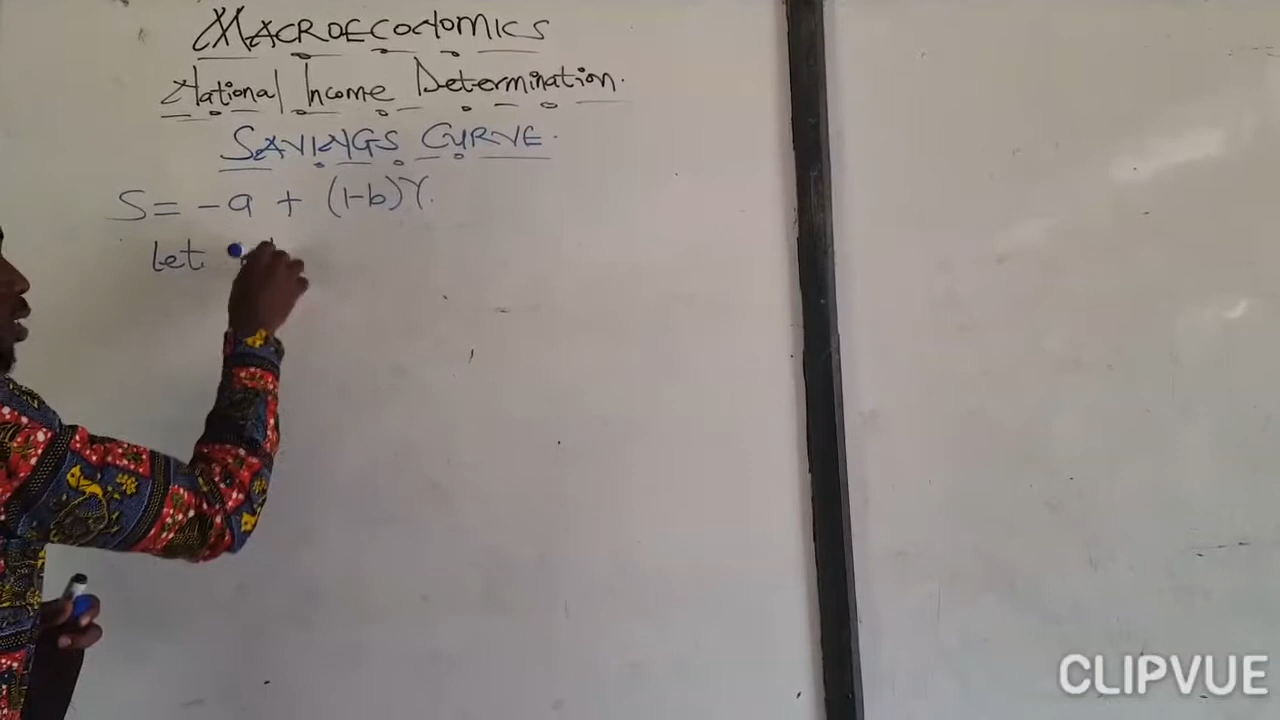 MACROECONOMICS
National Income Determination.
SAVINGS CURVE.
S = -a + (1-b)Y.
Let
CLIPVUE